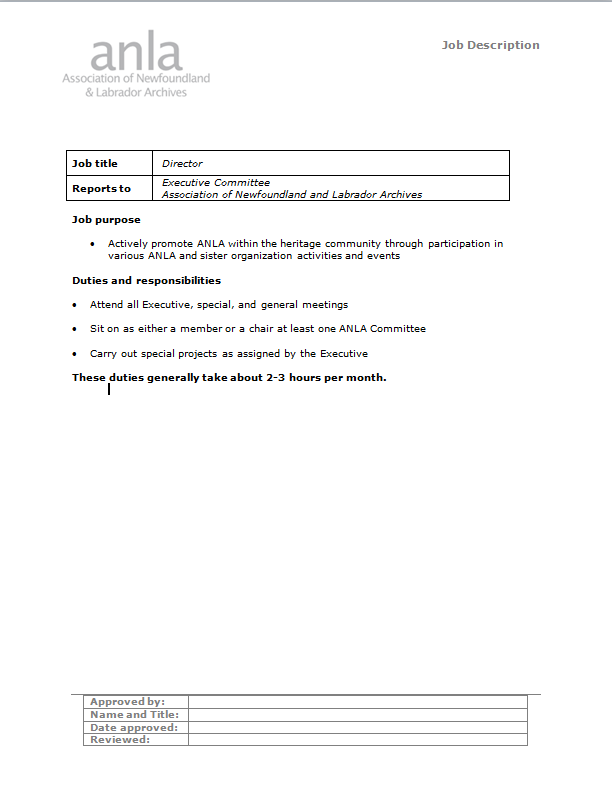 anla
Association of Newfoundland
& Labrador Archives
Job Description
Job title
Director
Reports to
Executive Committee
Association of Newfoundland and Labrador Archives
Job purpose
• Actively promote ANLA within the heritage community through participation in
various ANLA and sister organization activities and events
Duties and responsibilities
• Attend all Executive, special, and general meetings
• Sit on as either a member or a chair at least one ANLA Committee
• Carry out special projects as assigned by the Executive
These duties generally take about 2-3 hours per month.
Approved by:
Name and Title:
Date approved:
Reviewed: